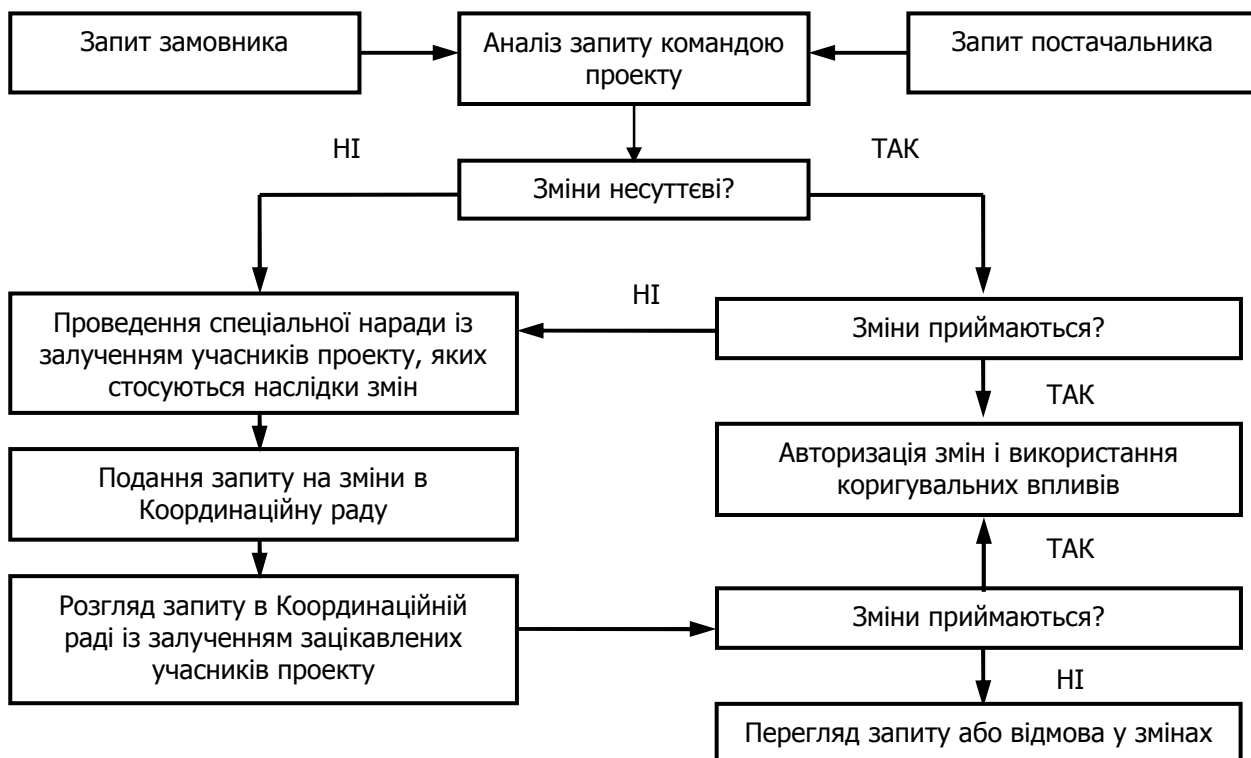 Запит замовника
Аналіз запиту командою
проекту
Запит постачальника
НІ
ТАК
Зміни несуттєві?
Проведення спеціальної наради із
залученням учасників проекту, яких
стосуються наслідки змін
НІ
Зміни приймаються?
ТАК
Подання запиту на зміни в
Координаційну раду
Авторизація змін і використання
коригувальних впливів
ТАК
Розгляд запиту в Координаційній
раді із залученням зацікавлених
учасників проекту
Зміни приймаються?
НІ
Перегляд запиту або відмова у змінах